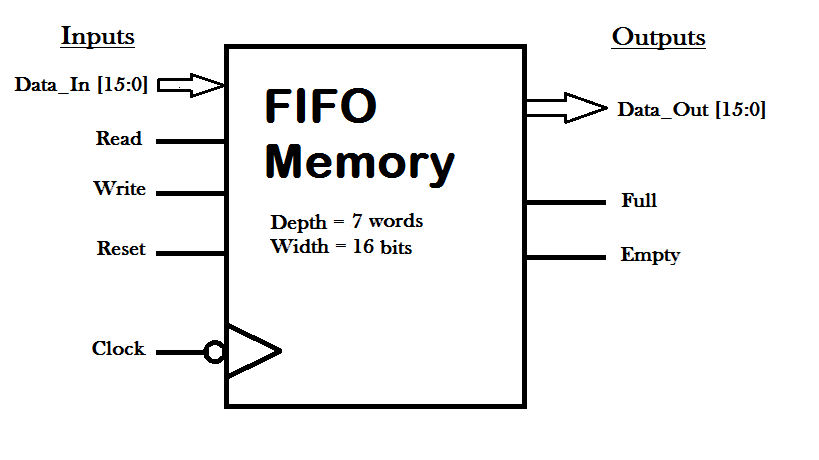 Inputs
Outputs
Data_In [15:0]
Data_Out [15:0]
FIFO
Memory
Read
Write
Full
Depth = 7 words
Width = 16 bits
Reset
Empty
Clock